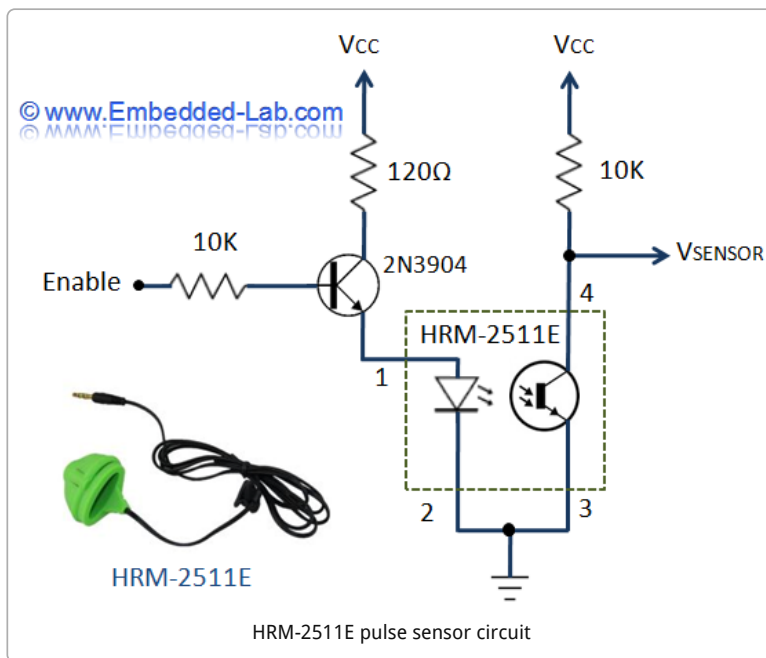 VCC
VCC
© www.Embedded-Lab.com
120Ω
10K
10K
2N3904
Enable
VSENSOR
4
HRM-2511E
1
2
3
HRM-2511E
HRM-2511E pulse sensor circuit